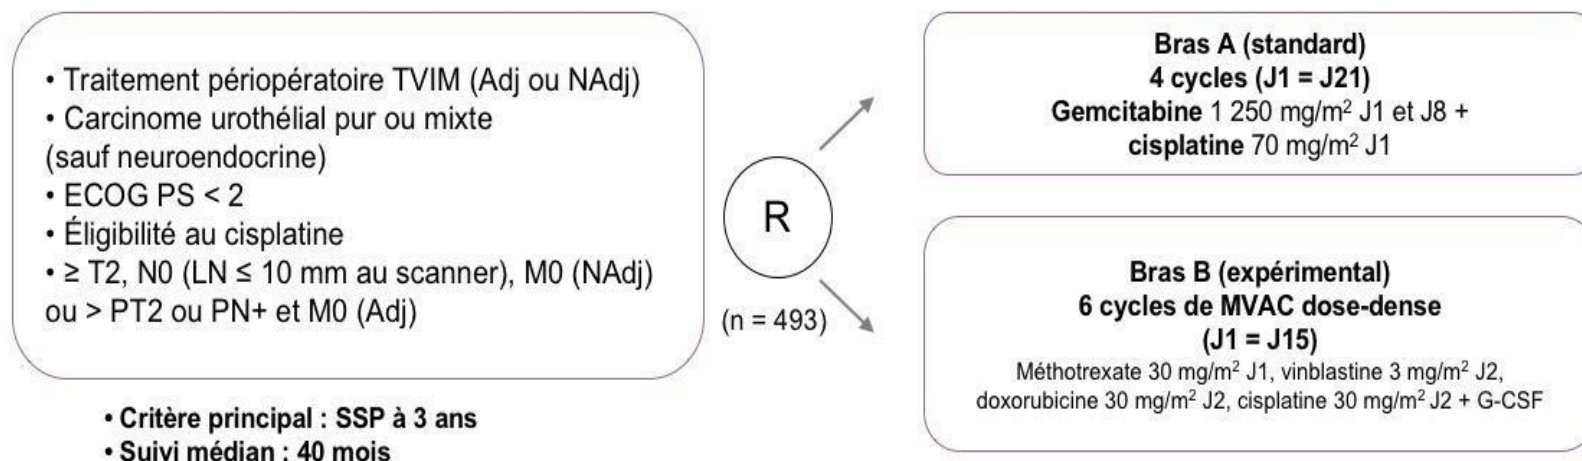 • Traitement périopératoire TVIM (Adj ou NAdj)
• Carcinome urothélial pur ou mixte
(sauf neuroendocrine)
• ECOG PS < 2
• Éligibilité au cisplatine
• ≥ T2, N0 (LN ≤ 10 mm au scanner), M0 (NAdj)
ou > PT2 ou PN+ et M0 (Adj)
• Critère principal : SSP à 3 ans
• Suivi médian : 40 mois
R
(n = 493)
Bras A (standard)
4 cycles (J1 = J21)
Gemcitabine 1 250 mg/m² J1 et J8 +
cisplatine 70 mg/m² J1
Bras B (expérimental)
6 cycles de MVAC dose-dense
(J1 = J15)
Méthotrexate 30 mg/m² J1, vinblastine 3 mg/m² J2,
doxorubicine 30 mg/m² J2, cisplatine 30 mg/m² J2 + G-CSF